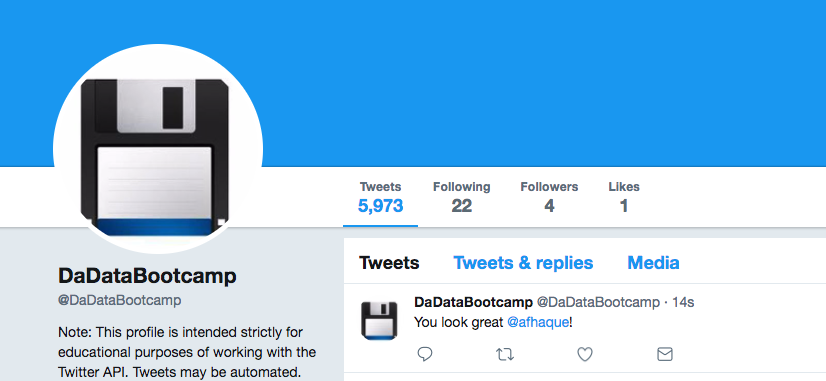 Tweets Following Followers Likes
5,973 22 4 1
DaDataBootcamp
@DaDataBootcamp
Note: This profile is intended strictly for
educational purposes of working with the
Twitter API. Tweets may be automated.
Tweets Tweets & replies Media
DaDataBootcamp @DaDataBootcamp · 14s
You look great @afhaque!